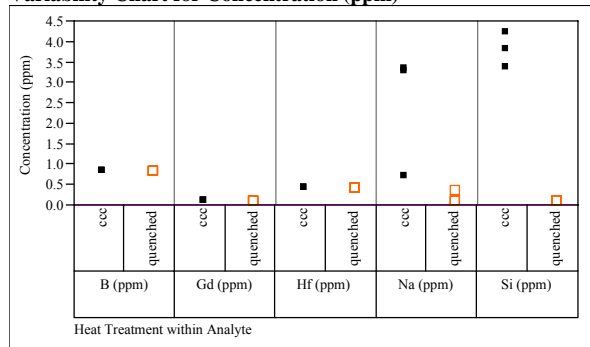 Variability Chart for Concentration (ppm)
Concentration (ppm)
4.5
4.0
3.5
3.0
2.5
2.0
1.5
1.0
0.5
0.0
ccc quenched ccc quenched ccc quenched ccc quenched ccc quenched
B (ppm) Gd (ppm) Hf (ppm) Na (ppm) Si (ppm)
Heat Treatment within Analyte